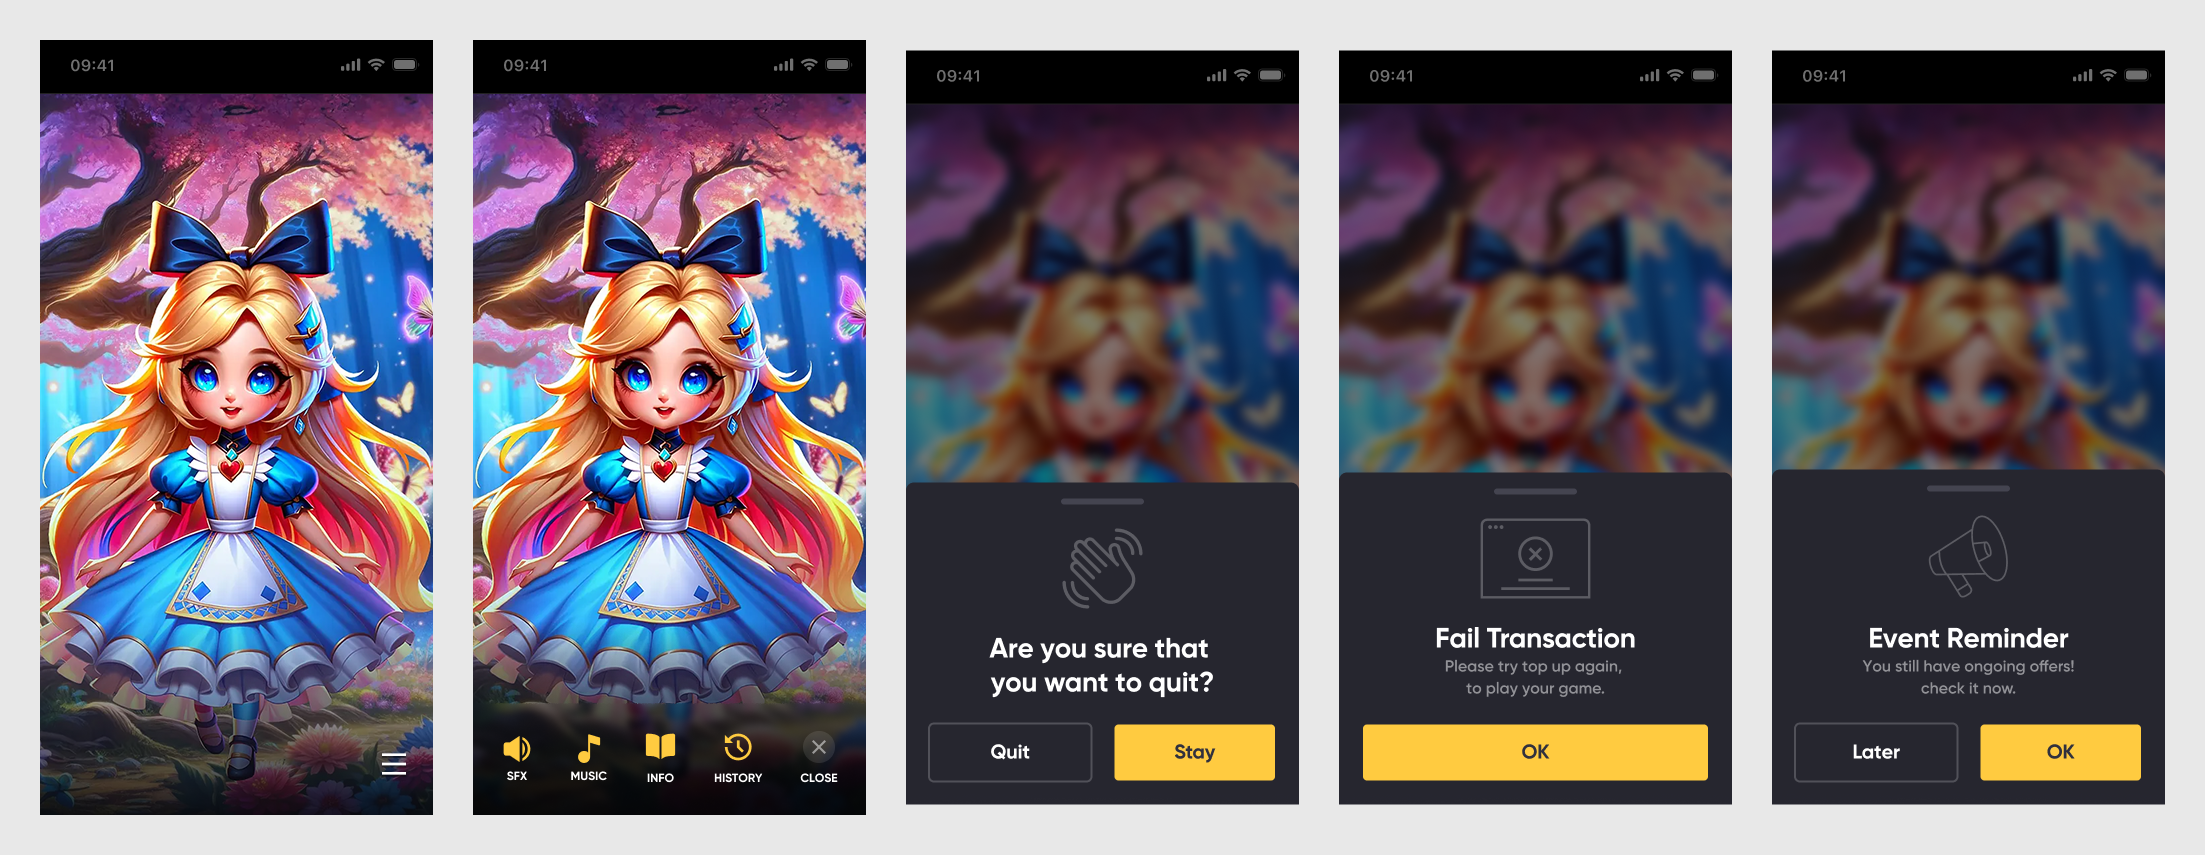 09:41
09:41
SFX
MUSIC
INFO
HISTORY
CLOSE
09:41
Are you sure that
you want to quit?
Quit
Stay
09:41
Fail Transaction
Please try top up again,
to play your game.
OK
09:41
Event Reminder
You still have ongoing offers!
check it now.
Later
OK